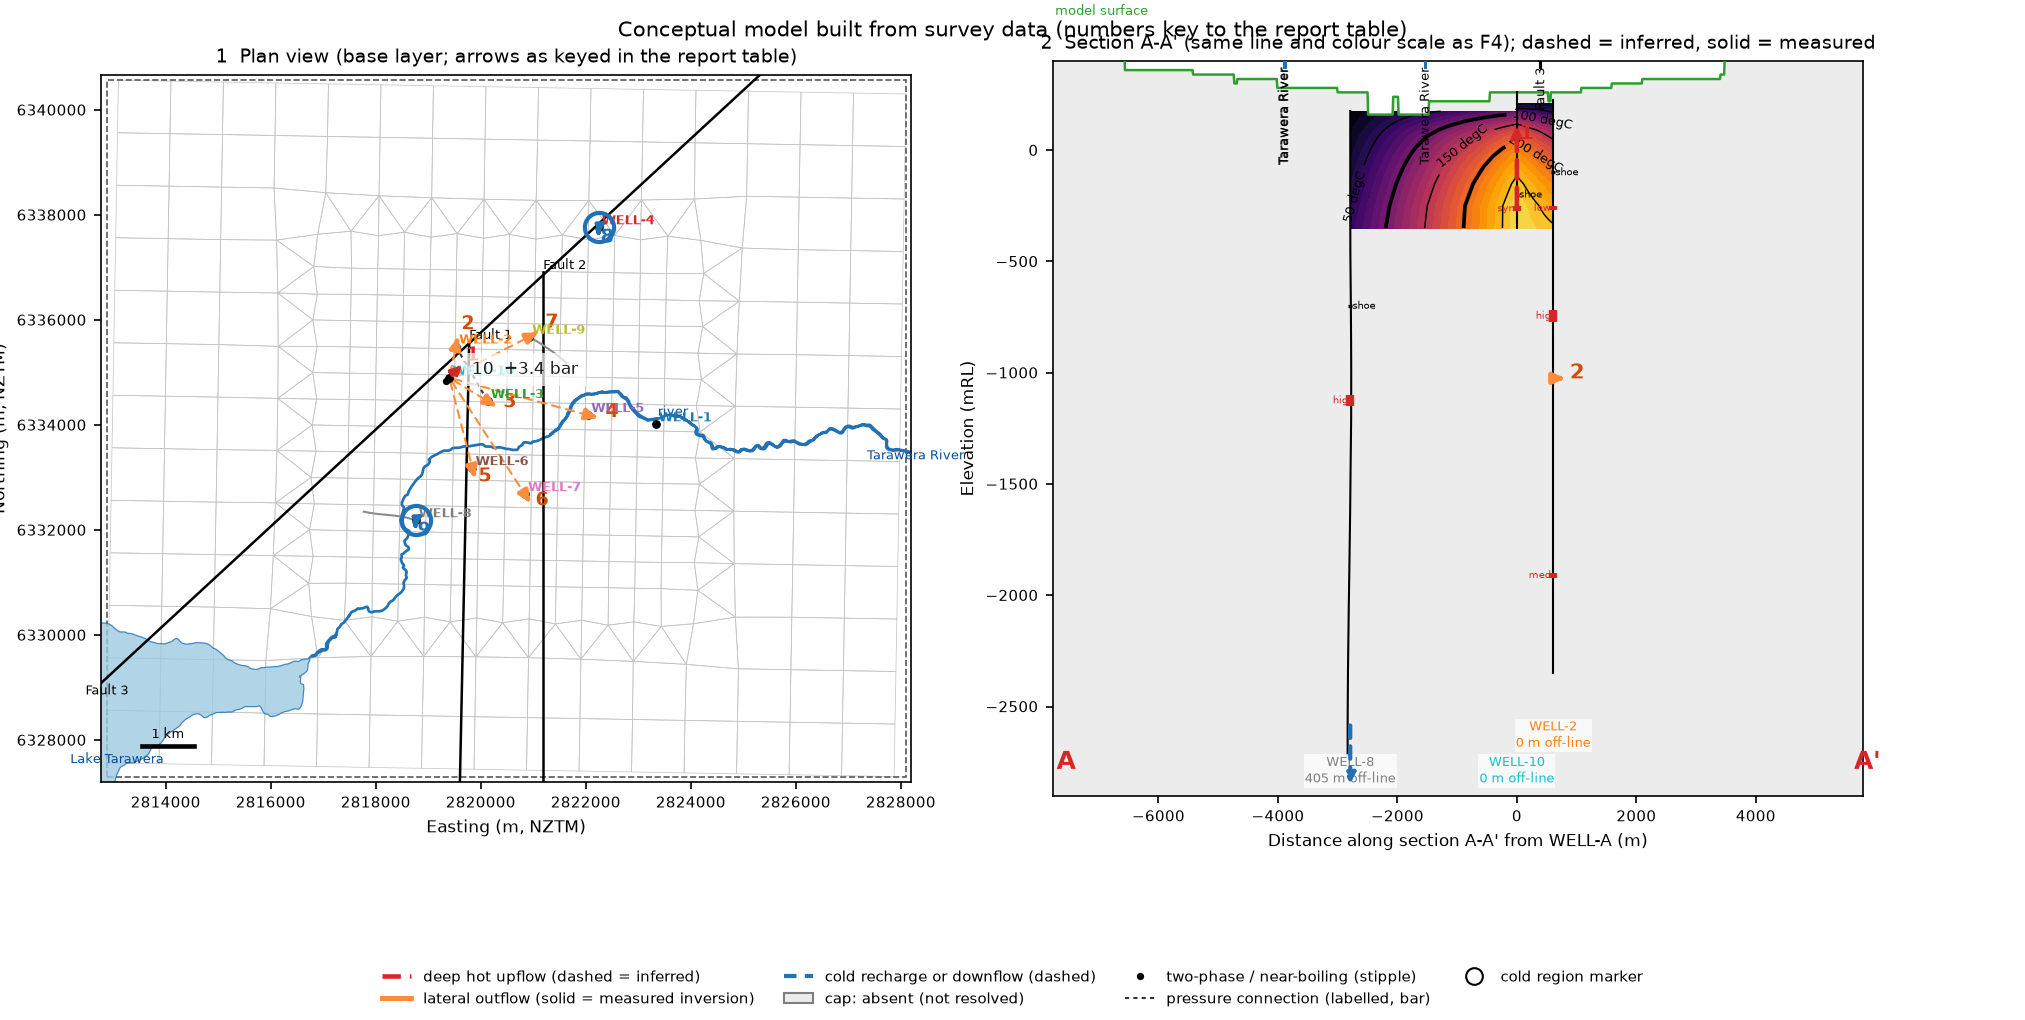 model surface
Conceptual model built from survey data (numbers key to the report table)
1 Plan view (base layer; arrows as keyed in the report table)
2 Section A-A' (same line and colour scale as F4); dashed = inferred, solid = measured
6340000
6338000
6336000
6334000
6332000
6330000
6328000
WELL-4
8
Fault 2
2
7
WELL-9
Fault 1
WELL-2
10 +3.4 bar
WELL-3
3
WELL-5
4
river
WELL-1
Tarawera River
WELL-6
5
WELL-7
6
WELL-8
9
Fault 3
1 km
Lake Tarawera
2814000
2816000
2818000
2820000
2822000
2824000
2826000
2828000
Easting (m, NZTM)
Elevation (mRL)
0
−500
−1000
−1500
−2000
−2500
Tarawera River
Tarawera River
Fault 3
50 degC
150 degC
100 degC
200 degC
1
shoe
shoe
shoe
hig
hig
med
2
WELL-2
0 m off-line
WELL-8
405 m off-line
WELL-10
0 m off-line
A
A'
−6000
−4000
−2000
0
2000
4000
Distance along section A-A' from WELL-A (m)
deep hot upflow (dashed = inferred)
lateral outflow (solid = measured inversion)
cold recharge or downflow (dashed)
cap: absent (not resolved)
two-phase / near-boiling (stipple)
pressure connection (labelled, bar)
cold region marker